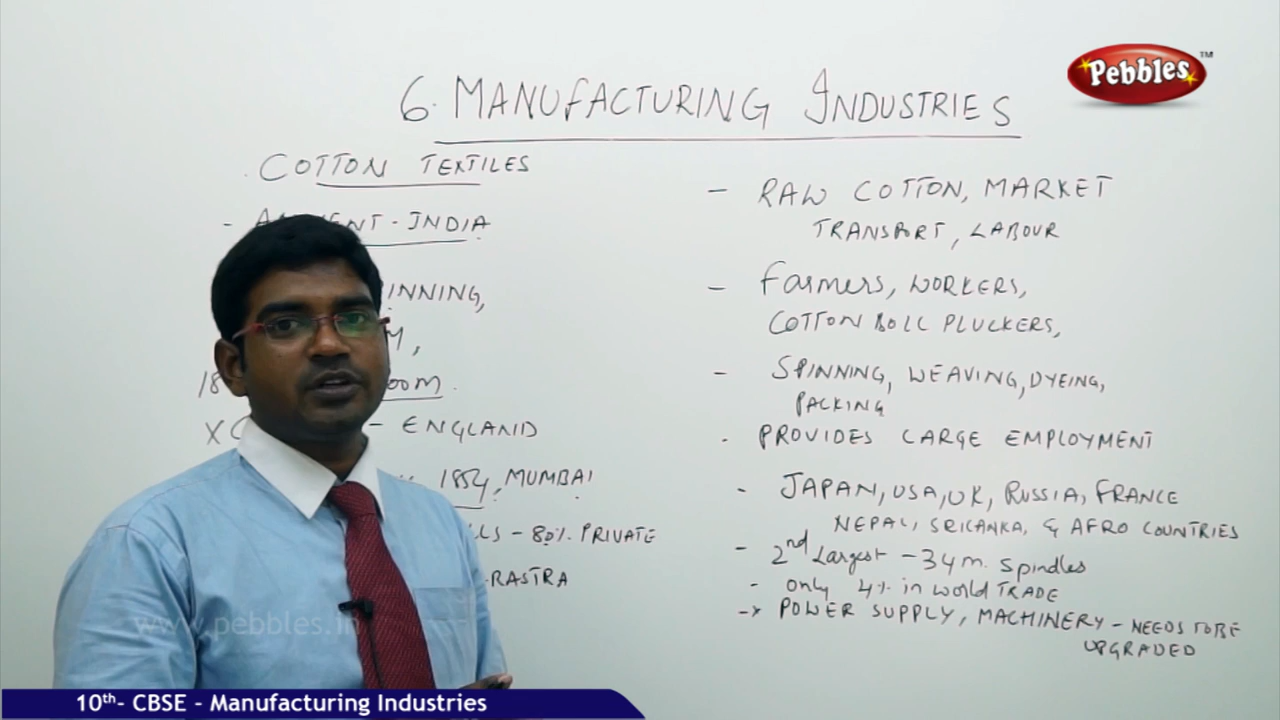 Pebbles™
6. MANUFACTURING INDUSTRIES
COTTON TEXTILES
- INDIA
INNING,
18
OOM.
X - ENGLAND
1854, MUMBAI
LLS - 80% PRIVATE
RASTRA
- RAW COTTON, MARKET
TRANSPORT, LABOUR
- Farmers, WORKERS,
COTTON BOLL PLUCKERS,
- SPINNING, WEAVING, DYEING,
PACKING
- PROVIDES LARGE EMPLOYMENT
- JAPAN, USA, UK, RUSSIA, FRANCE
NEPAL, SRILANKA, & AFRO COUNTRIES
- 2nd Largest - 34 m. Spindles
- only 4% in world TRADE
-> POWER SUPPLY, MACHINERY - NEEDS TO BE
UPGRADED
www.pebbles.in
10th- CBSE - Manufacturing Industries